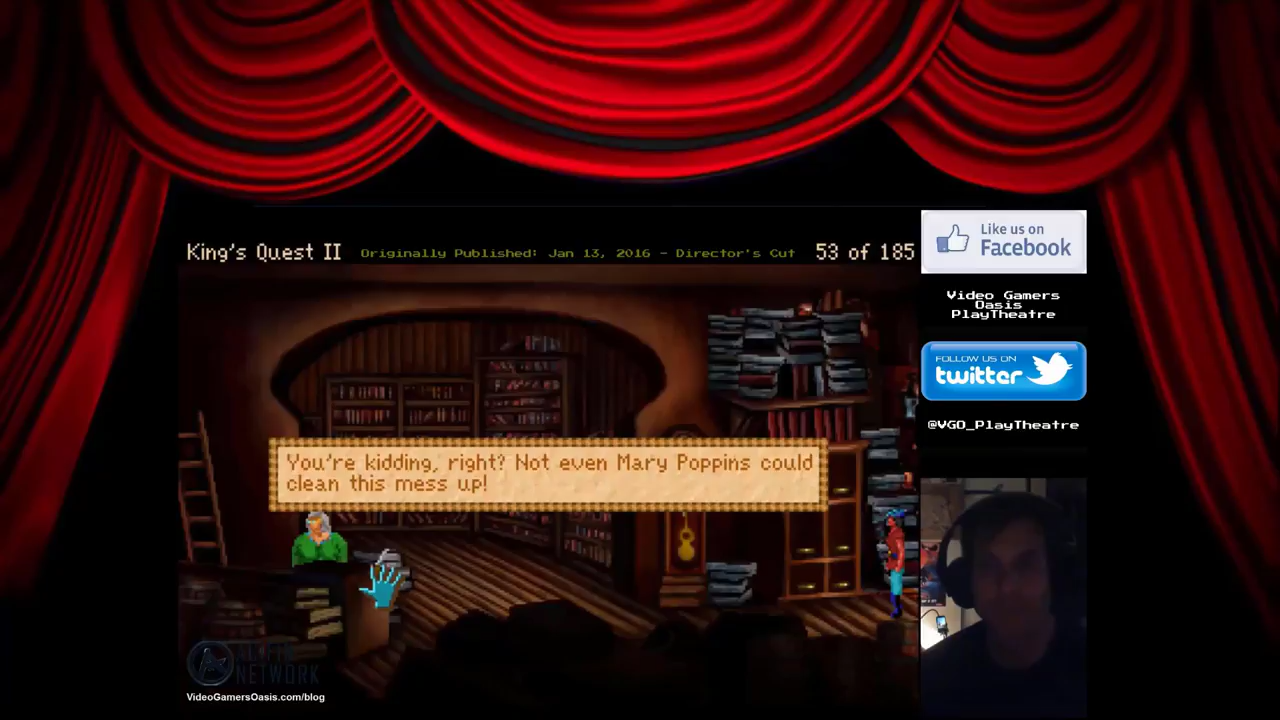 King's Quest II
Originally Published: Jan 13, 2016 - Director's Cut
53 of 185
Like us on
Facebook
Video Gamers
Oasis
PlayTheatre
FOLLOW US ON
twitter
@VGO_PlayTheatre
You're kidding, right? Not even Mary Poppins could
clean this mess up!
NETWORK
VideoGamersOasis.com/blog